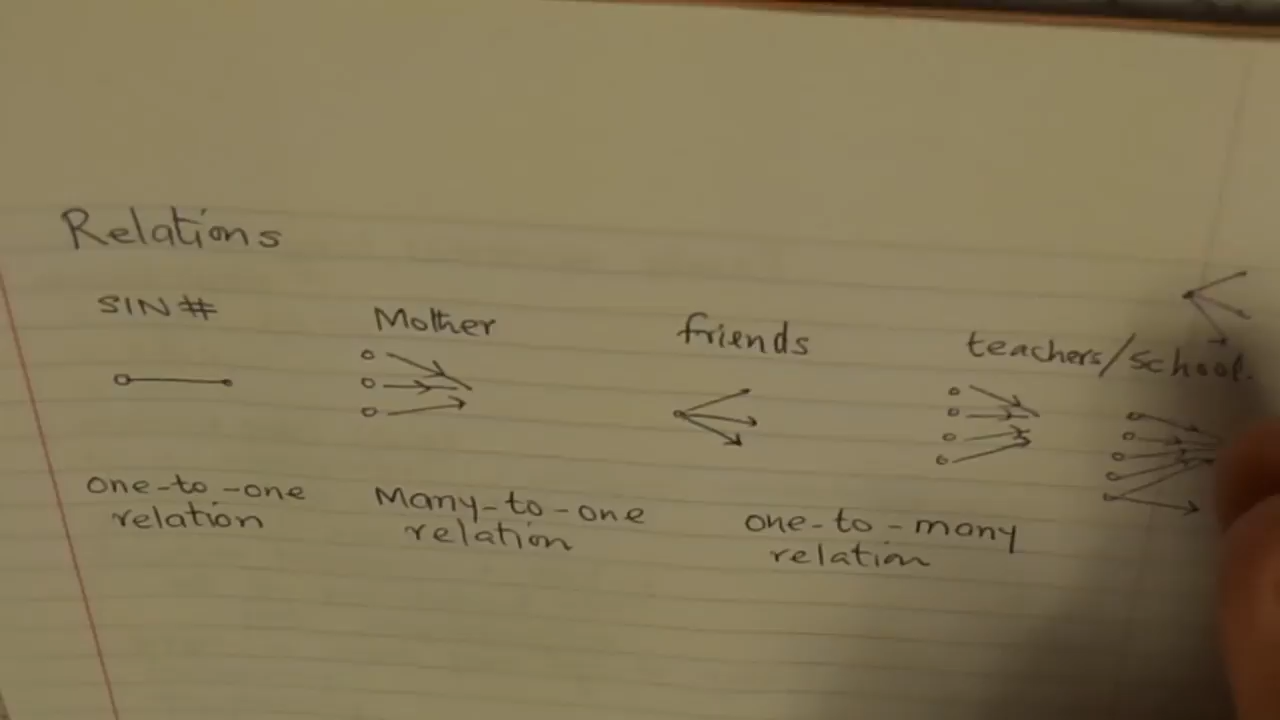 Relations
SIN#
Mother
friends
teachers/school.
one-to-one
relation
Many-to-one
relation
one-to-many
relation